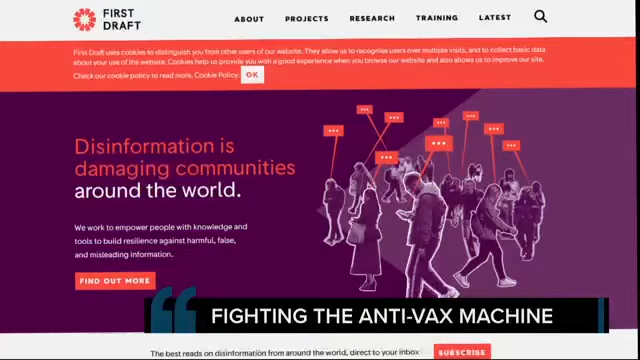 FIRST
DRAFT
ABOUT PROJECTS RESEARCH TRAINING LATEST
First Draft uses cookies to distinguish you from other users of our website. They allow us to recognise users over multiple visits, and to collect basic
data about your use of the website. Cookies help us provide you with a good experience when you browse our website and also allows us to improve our site.
Check our cookie policy to read more. Cookie Policy. OK
Disinformation is
damaging communities
around the world.
We work to empower people with knowledge and
tools to build resilience against harmful, false,
and misleading information.
FIND OUT MORE
FIGHTING THE ANTI-VAX MACHINE
The best reads on disinformation from around the world, direct to your inbox SUBSCRIBE